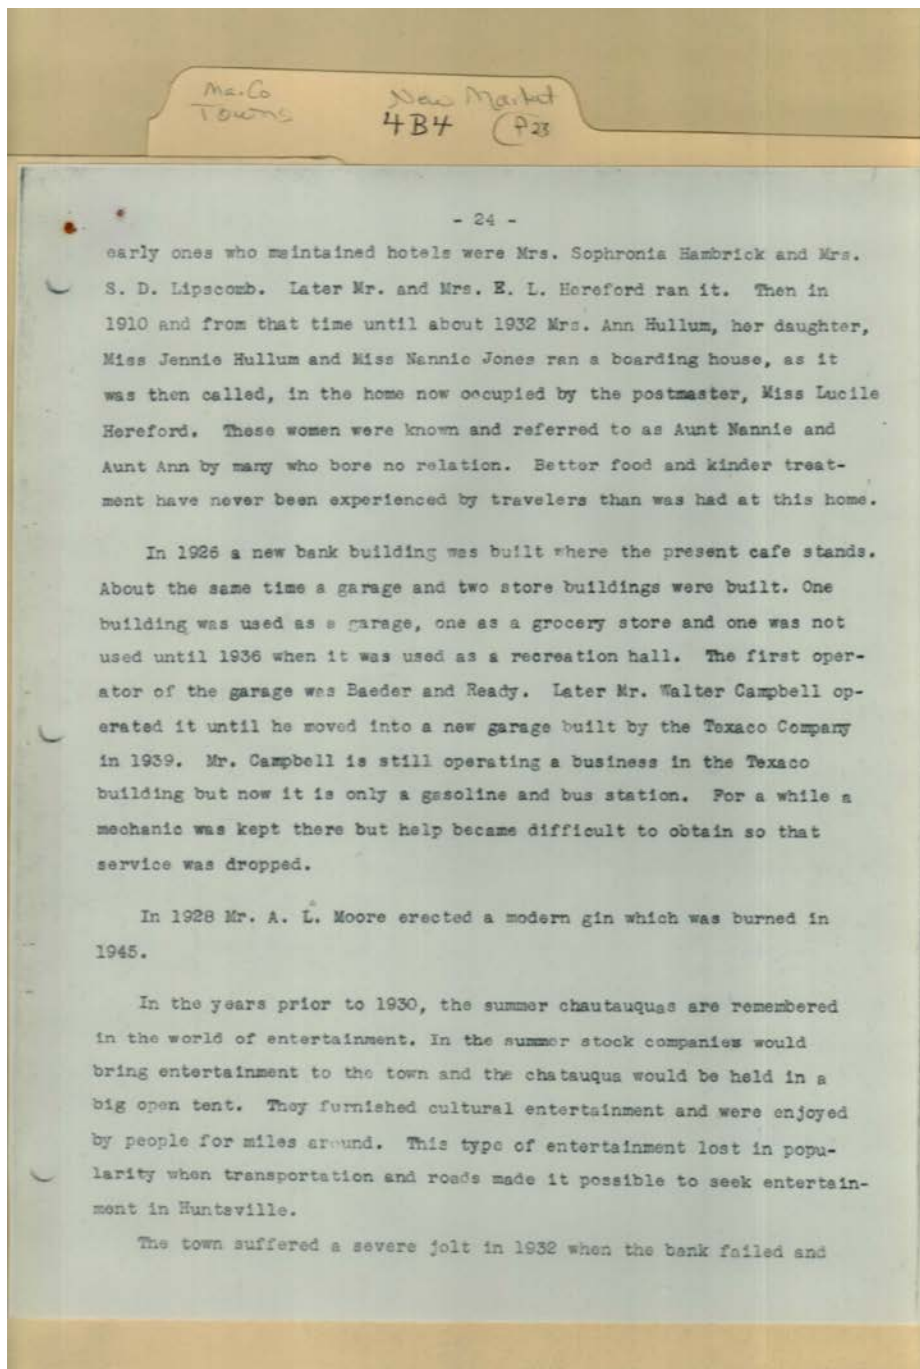 Ma. Co
Towns
New Market
4B4 (P23
- 24 -
early ones who maintained hotels were Mrs. Sophronia Hambrick and Mrs.
S. D. Lipscomb. Later Mr. and Mrs. E. L. Hereford ran it. Then in
1910 and from that time until about 1932 Mrs. Ann Hullum, her daughter,
Miss Jennie Hullum and Miss Nannie Jones ran a boarding house, as it
was then called, in the home now occupied by the postmaster, Miss Lucile
Hereford. These women were known and referred to as Aunt Nannie and
Aunt Ann by many who bore no relation. Better food and kinder treat-
ment have never been experienced by travelers than was had at this home.
In 1926 a new bank building was built where the present cafe stands.
About the same time a garage and two store buildings were built. One
building was used as a garage, one as a grocery store and one was not
used until 1936 when it was used as a recreation hall. The first oper-
ator of the garage was Baeder and Ready. Later Mr. Walter Campbell op-
erated it until he moved into a new garage built by the Texaco Company
in 1939. Mr. Campbell is still operating a business in the Texaco
building but now it is only a gasoline and bus station. For a while a
mechanic was kept there but help became difficult to obtain so that
service was dropped.
In 1928 Mr. A. L. Moore erected a modern gin which was burned in
1945.
In the years prior to 1930, the summer chautauquas are remembered
in the world of entertainment. In the summer stock companies would
bring entertainment to the town and the chatauqua would be held in a
big open tent. They furnished cultural entertainment and were enjoyed
by people for miles around. This type of entertainment lost in popu-
larity when transportation and roads made it possible to seek entertain-
ment in Huntsville.
The town suffered a severe jolt in 1932 when the bank failed and